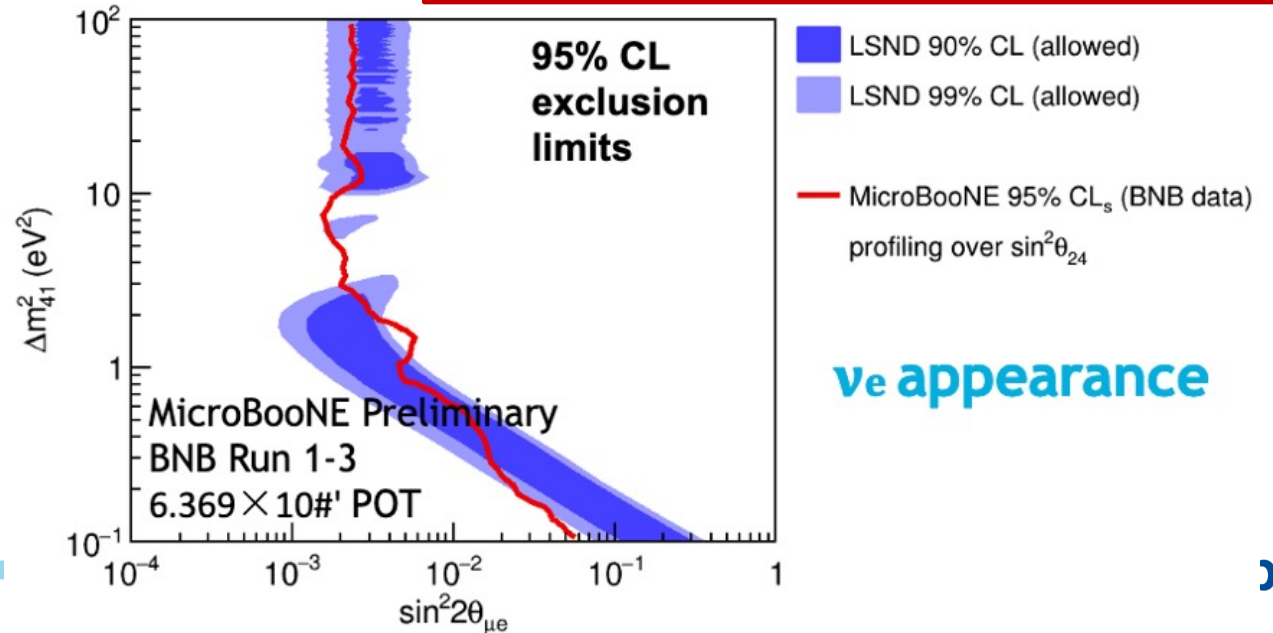 10²
10
1
10⁻¹
Δm²₄₁ (eV²)
95% CL
exclusion
limits
MicroBooNE Preliminary
BNB Run 1-3
6.369×10#' POT
10⁻⁴
10⁻³
10⁻²
10⁻¹
1
sin²2θμe
LSND 90% CL (allowed)
LSND 99% CL (allowed)
MicroBooNE 95% CLₛ (BNB data)
profiling over sin²θ₂₄
νe appearance